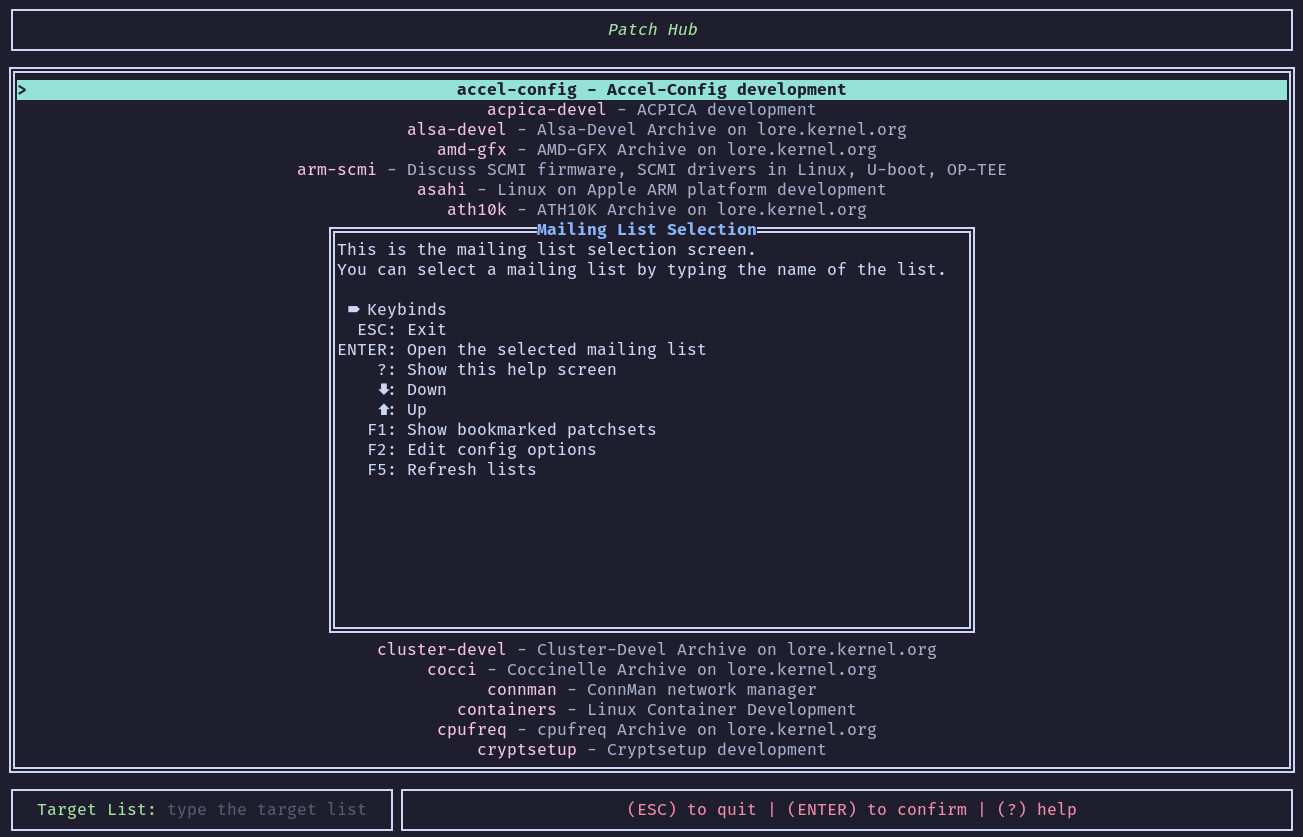 Patch Hub
> accel-config - Accel-Config development
acpica-devel - ACPICA development
alsa-devel - Alsa-Devel Archive on lore.kernel.org
amd-gfx - AMD-GFX Archive on lore.kernel.org
arm-scmi - Discuss SCMI firmware, SCMI drivers in Linux, U-boot, OP-TEE
asahi - Linux on Apple ARM platform development
ath10k - ATH10K Archive on lore.kernel.org
Mailing List Selection
This is the mailing list selection screen.
You can select a mailing list by typing the name of the list.
Keybinds
ESC: Exit
ENTER: Open the selected mailing list
?: Show this help screen
🡇: Down
🡅: Up
F1: Show bookmarked patchsets
F2: Edit config options
F5: Refresh lists
cluster-devel - Cluster-Devel Archive on lore.kernel.org
cocci - Coccinelle Archive on lore.kernel.org
connman - ConnMan network manager
containers - Linux Container Development
cpufreq - cpufreq Archive on lore.kernel.org
cryptsetup - Cryptsetup development
Target List: type the target list
(ESC) to quit | (ENTER) to confirm | (?) help